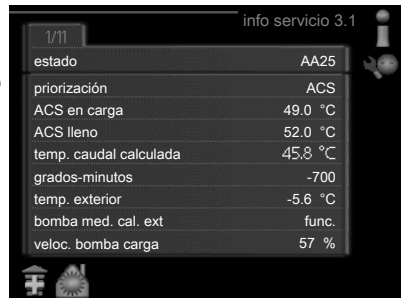 info servicio 3.1
1/11
estado AA25
priorización ACS
ACS en carga 49.0 °C
ACS lleno 52.0 °C
temp. caudal calculada 45.8 °C
grados-minutos -700
temp. exterior -5.6 °C
bomba med. cal. ext func.
veloc. bomba carga 57 %